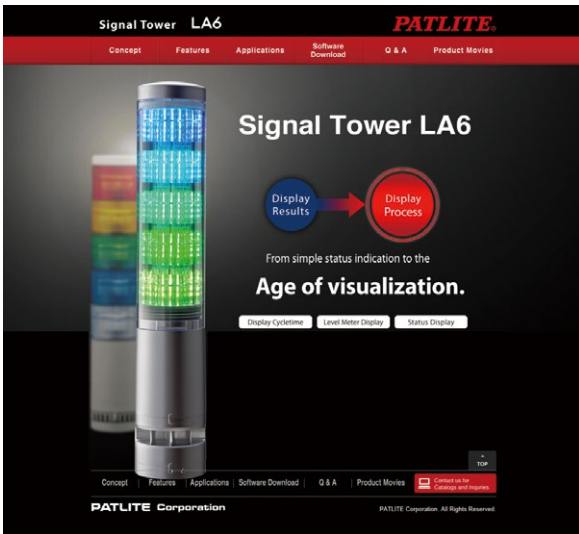 Signal Tower LA6
PATLITE®
Concept
Features
Applications
Software
Download
Q & A
Product Movies
Signal Tower LA6
Display
Results
Display
Process
From simple status indication to the
Age of visualization.
Display Cycletime
Level Meter Display
Status Display
TOP
Concept | Features | Applications | Software Download | Q & A | Product Movies
Contact us for
Catalogs and Inquries
PATLITE Corporation
PATLITE Corporation. All Rights Reserved.